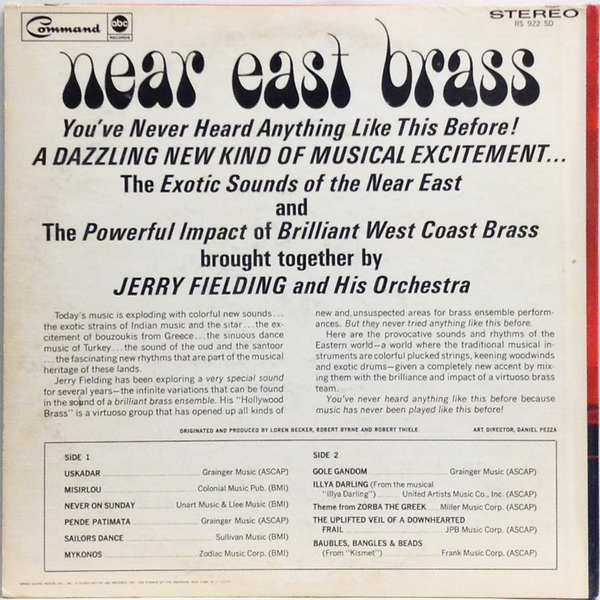 Command
abc
RECORDS
STEREO
RS 922 SD
near east brass
You've Never Heard Anything Like This Before!
A DAZZLING NEW KIND OF MUSICAL EXCITEMENT...
The Exotic Sounds of the Near East
and
The Powerful Impact of Brilliant West Coast Brass
brought together by
JERRY FIELDING and His Orchestra
Today's music is exploding with colorful new sounds...
the exotic strains of Indian music and the sitar...the ex-
citement of bouzoukis from Greece...the sinuous dance
music of Turkey...the sound of the oud and the santoor
...the fascinating new rhythms that are part of the musical
heritage of these lands.
Jerry Fielding has been exploring a very special sound
for several years—the infinite variations that can be found
in the sound of a brilliant brass ensemble. His "Hollywood
Brass" is a virtuoso group that has opened up all kinds of
new and unsuspected areas for brass ensemble perform-
ances. But they never tried anything like this before.
Here are the provocative sounds and rhythms of the
Eastern world—a world where the traditional musical in-
struments are colorful plucked strings, keening woodwinds
and exotic drums—given a completely new accent by mix-
ing them with the brilliance and impact of a virtuoso brass
team.
You've never heard anything like this before because
music has never been played like this before!
ORIGINATED AND PRODUCED BY LOREN BECKER, ROBERT BYRNE AND ROBERT THIELE
ART DIRECTOR, DANIEL PEZZA
SIDE 1
USKADAR Grainger Music (ASCAP)
MISIRLOU Colonial Music Pub. (BMI)
NEVER ON SUNDAY Unart Music & Llee Music (BMI)
PENDE PATIMATA Grainger Music (ASCAP)
SAILORS DANCE Sullivan Music (BMI)
MYKONOS Zodiac Music Corp. (BMI)
SIDE 2
GOLE GANDOM Grainger Music (ASCAP)
ILLYA DARLING (From the musical
"Illya Darling") United Artists Music Co., Inc. (ASCAP)
Theme from ZORBA THE GREEK Miller Music Corp. (ASCAP)
THE UPLIFTED VEIL OF A DOWNHEARTED
FRAIL JPB Music Corp. (ASCAP)
BAUBLES, BANGLES & BEADS
(From "Kismet") Frank Music Corp. (ASCAP)